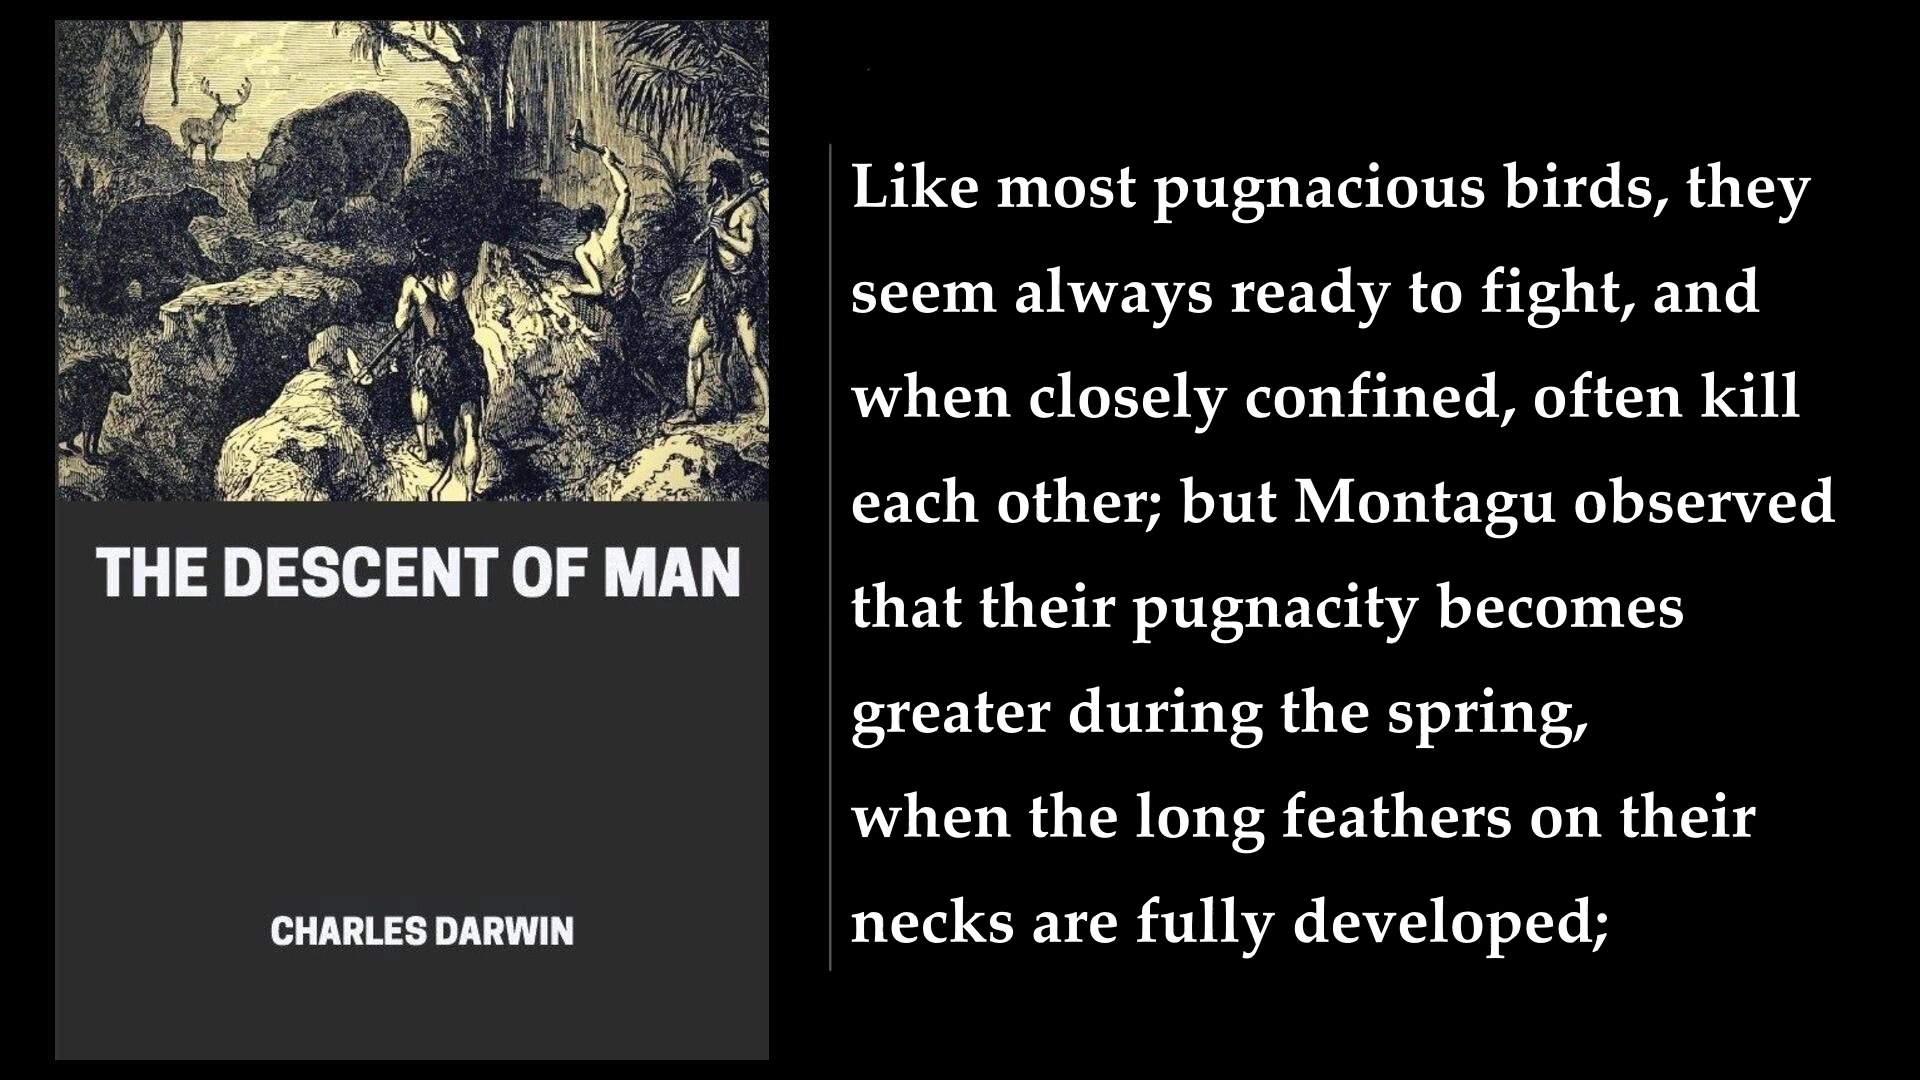 THE DESCENT OF MAN
CHARLES DARWIN
Like most pugnacious birds, they
seem always ready to fight, and
when closely confined, often kill
each other; but Montagu observed
that their pugnacity becomes
greater during the spring,
when the long feathers on their
necks are fully developed;